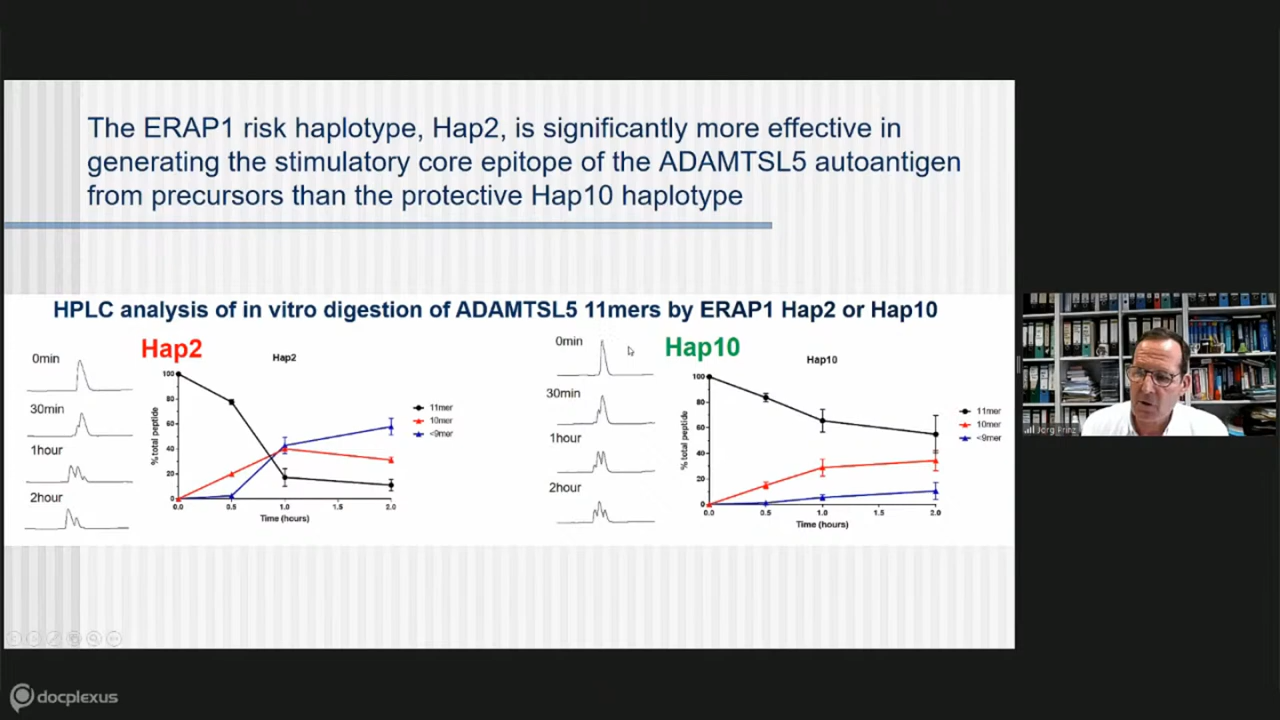 The ERAP1 risk haplotype, Hap2, is significantly more effective in
generating the stimulatory core epitope of the ADAMTSL5 autoantigen
from precursors than the protective Hap10 haplotype
HPLC analysis of in vitro digestion of ADAMTSL5 11mers by ERAP1 Hap2 or Hap10
0min
30min
1hour
2hour
Hap2
Hap2
% total peptide
100
80
60
40
20
0
0.0 0.5 1.0 1.5 2.0
Time (hours)
11mer
10mer
<9mer
0min
30min
1hour
2hour
Hap10
Hap10
% total peptide
100
80
60
40
20
0
0.0 0.5 1.0 1.5 2.0
Time (hours)
11mer
10mer
<9mer
Jörg Prinz
docplexus